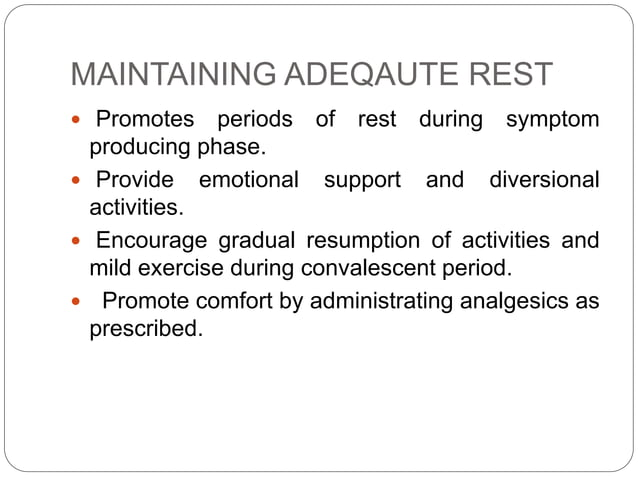 MAINTAINING ADEQAUTE REST
• Promotes periods of rest during symptom
producing phase.
• Provide emotional support and diversional
activities.
• Encourage gradual resumption of activities and
mild exercise during convalescent period.
• Promote comfort by administrating analgesics as
prescribed.